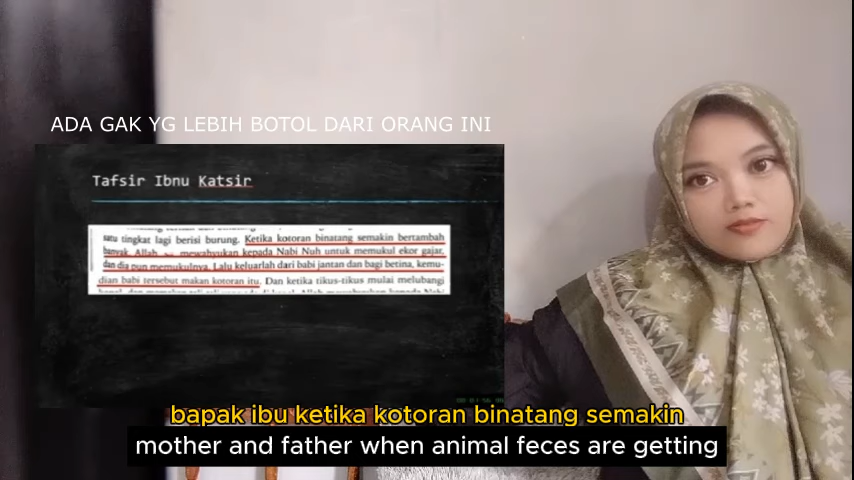 ADA GAK YG LEBIH BOTOL DARI ORANG INI
Tafsir Ibnu Katsir
satu tingkat lagi berisi burung. Ketika kotoran binatang semakin bertambah
banyak, Allah mewahyukan kepada Nabi Nuh untuk memukul ekor gajar,
dan dia pun memukulnya. Lalu keluarlah dari babi jantan dan bagi betina, kemu-
dian babi tersebut makan kotoran itu. Dan ketika tikus-tikus mulai melubangi
bapak ibu ketika kotoran binatang semakin
mother and father when animal feces are getting